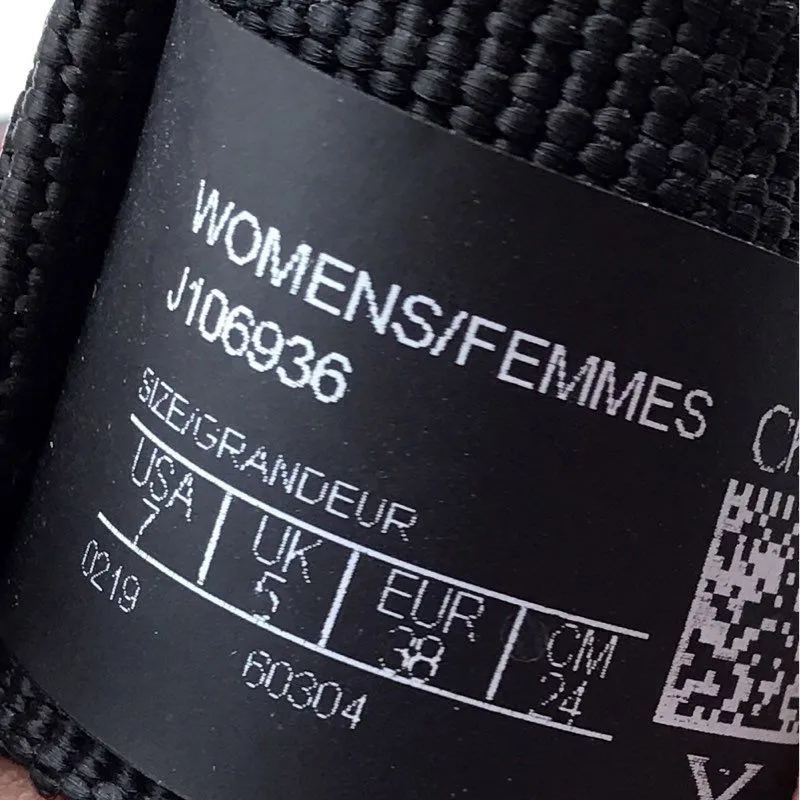 WOMENS/FEMMES
J106936
SIZE/GRANDEUR
USA UK EUR CM
7 5 38 24
0219
60304